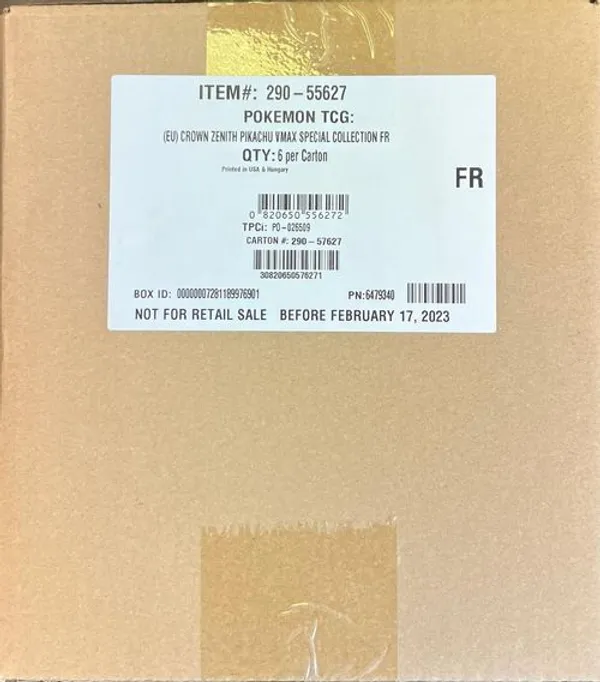 ITEM#: 290-55627
POKEMON TCG:
(EU) CROWN ZENITH PIKACHU VMAX SPECIAL COLLECTION FR
QTY: 6 per Carton
Printed in USA & Hungary
FR
0 820650 556272
TPCi: PO-026509
CARTON #: 290-57627
30820650576271
BOX ID: 00000007281189976901
PN:6479340
NOT FOR RETAIL SALE BEFORE FEBRUARY 17, 2023